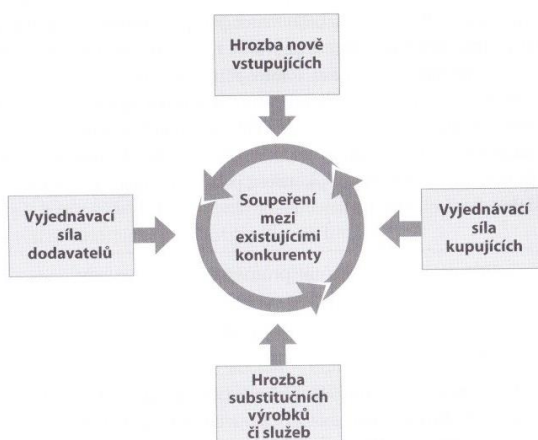 Hrozba nově
vstupujících
Vyjednávací
síla
dodavatelů
Soupeření
mezi
existujícími
konkurenty
Vyjednávací
síla
kupujících
Hrozba
substitučních
výrobků
či služeb